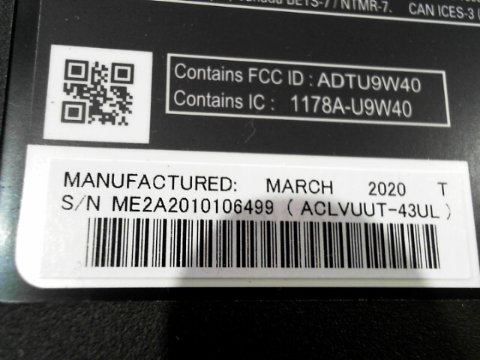 Canada BETS-7 / NTMR-7. CAN ICES-3 (
Contains FCC ID : ADTU9W40
Contains IC : 1178A-U9W40
MANUFACTURED: MARCH 2020 T
S/N ME2A2010106499 ( ACLVUUT-43UL )